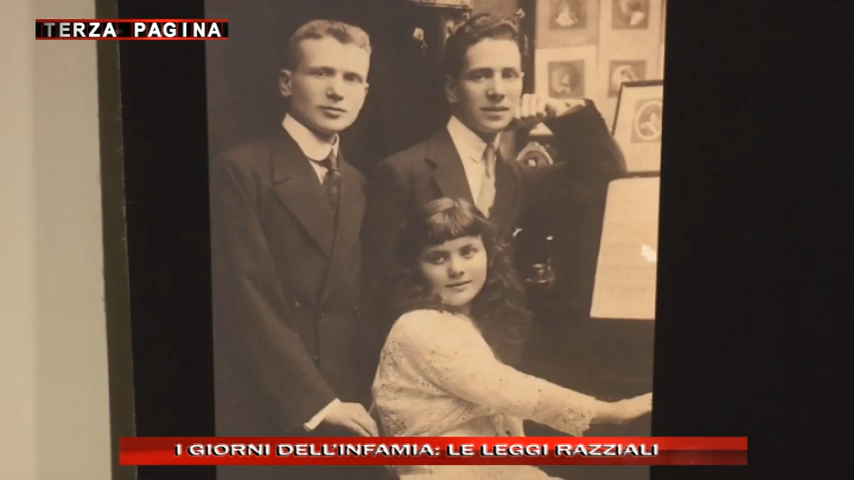 TERZA PAGINA
I GIORNI DELL'INFAMIA: LE LEGGI RAZZIALI